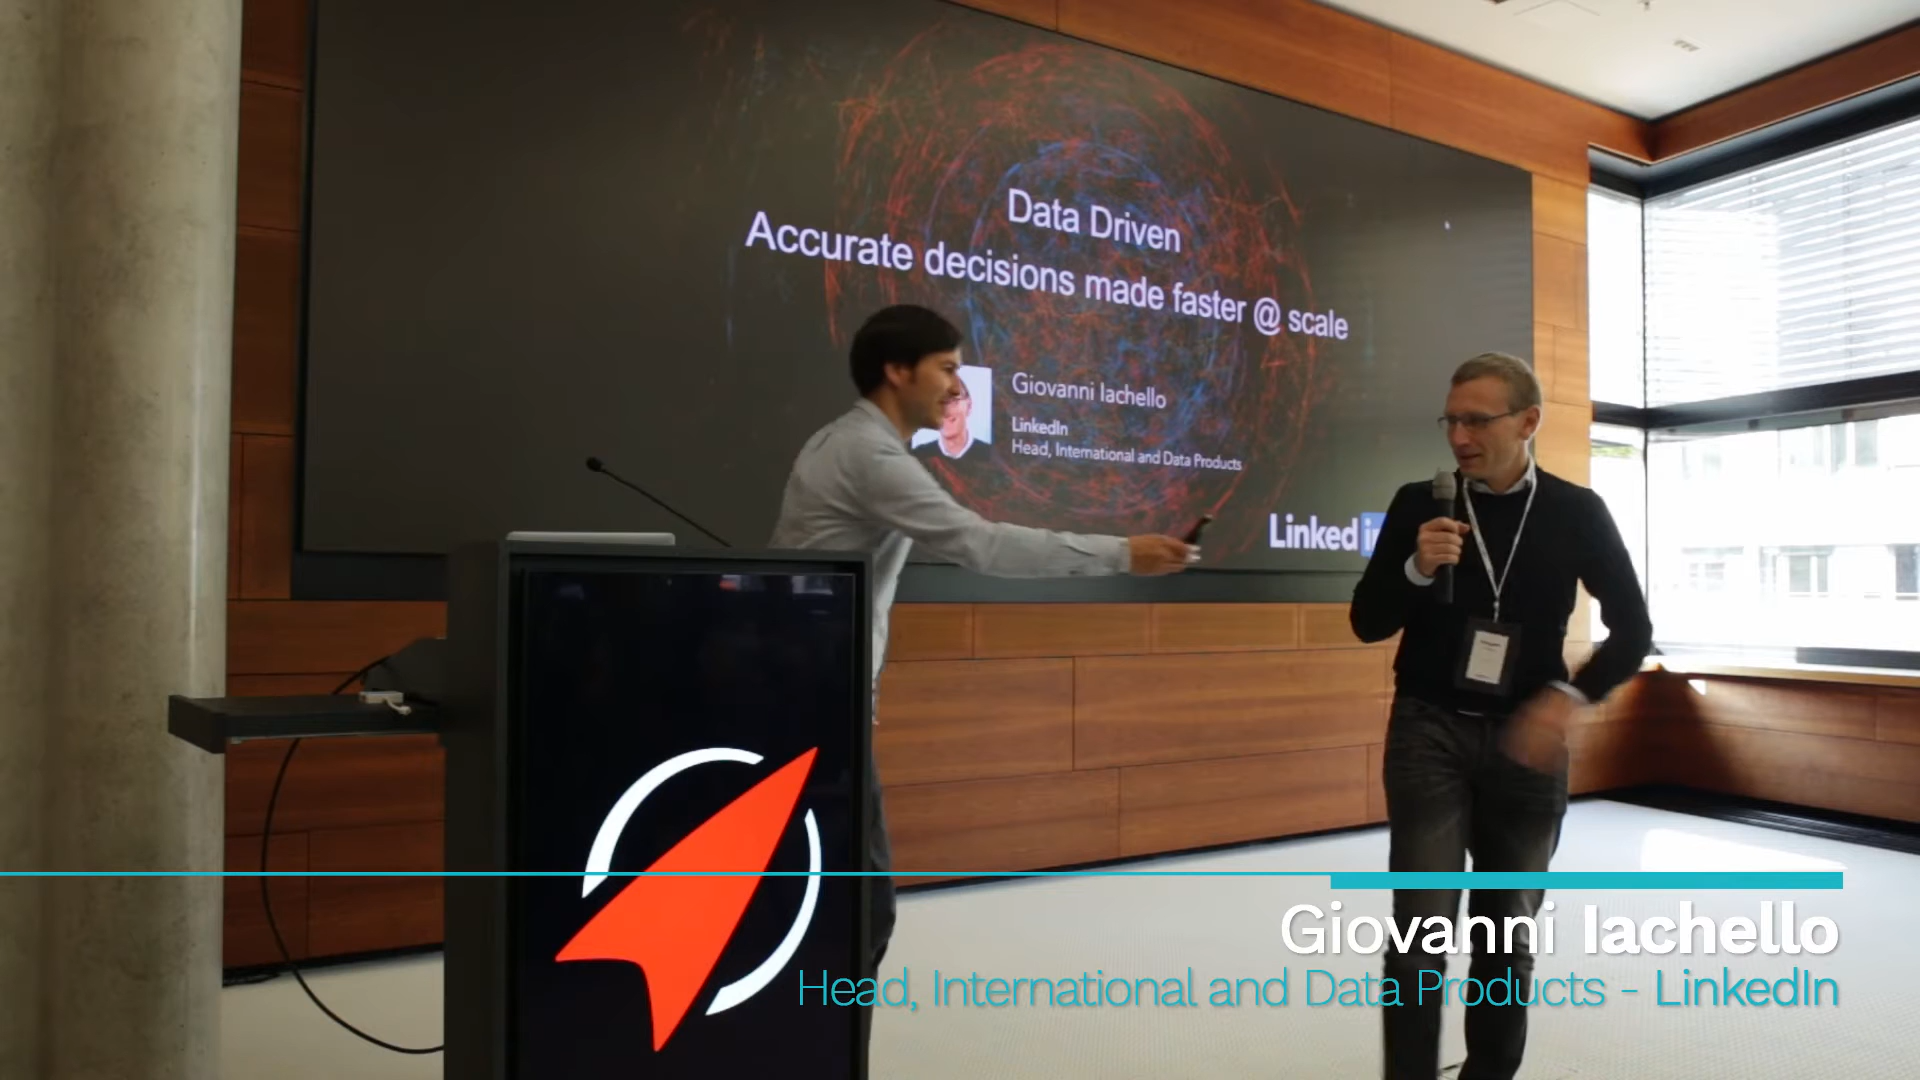 Data Driven
Accurate decisions made faster @ scale
Giovanni Iachello
LinkedIn
Head, International and Data Products
Linked in
Giovanni Iachello
Head, International and Data Products - LinkedIn